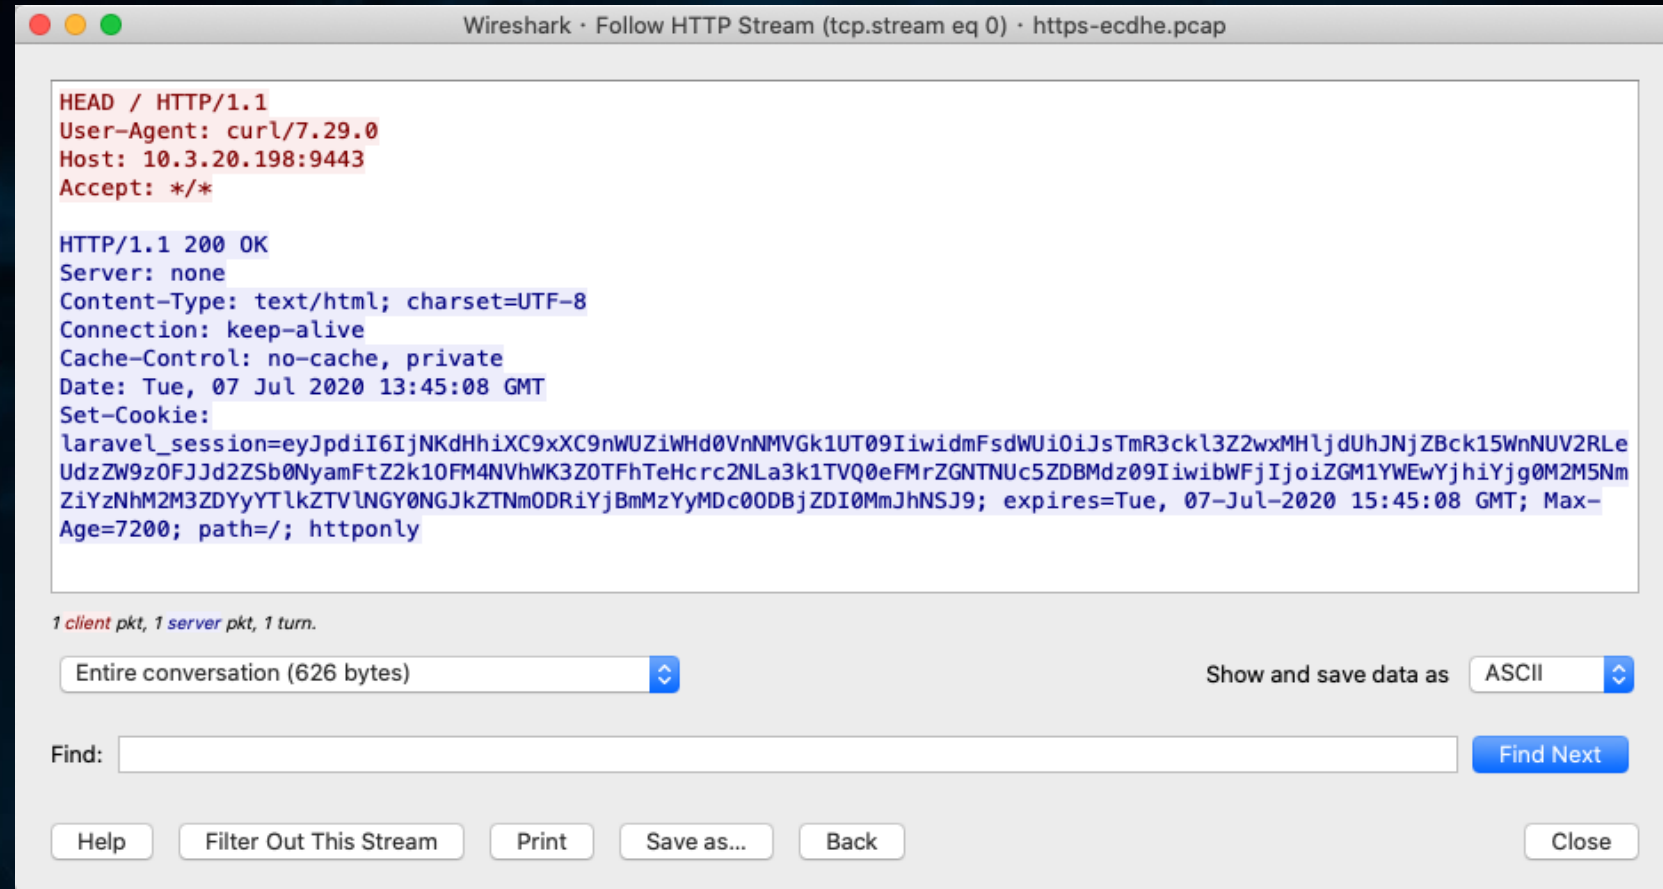 Wireshark · Follow HTTP Stream (tcp.stream eq 0) · https-ecdhe.pcap
HEAD / HTTP/1.1
User-Agent: curl/7.29.0
Host: 10.3.20.198:9443
Accept: */*
HTTP/1.1 200 OK
Server: none
Content-Type: text/html; charset=UTF-8
Connection: keep-alive
Cache-Control: no-cache, private
Date: Tue, 07 Jul 2020 13:45:08 GMT
Set-Cookie:
laravel_session=eyJpdiI6IjNKdHhiXC9xXC9nWUZiWHd0VnNMVGk1UT09IiwidmFsdWUiOiJsTmR3ckl3Z2wxMHljdUhJNjZBck15WnNUV2RLe
UdzZW9zOFJJd2ZSb0NyamFtZ2k1OFM4NVhWK3ZOTFhTeHcrc2NLa3k1TVQ0eFMrZGNTNUc5ZDBMdz09IiwibWFjIjoiZGM1YWEwYjhiYjg0M2M5Nm
ZiYzNhM2M3ZDYyYTlkZTVlNGY0NGJkZTNmODRiYjBmMzYyMDc0ODBjZDI0MmJhNSJ9; expires=Tue, 07-Jul-2020 15:45:08 GMT; Max-
Age=7200; path=/; httponly
1 client pkt, 1 server pkt, 1 turn.
Entire conversation (626 bytes)
Show and save data as ASCII
Find:
Find Next
Help Filter Out This Stream Print Save as... Back Close